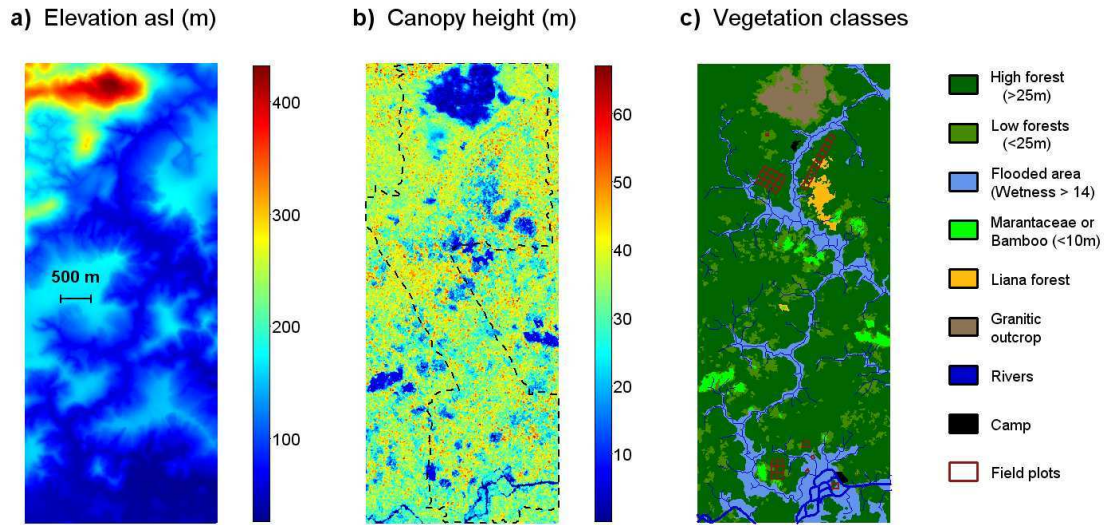 a) Elevation asl (m)
b) Canopy height (m)
c) Vegetation classes
400
300
200
100
500 m
60
50
40
30
20
10
High forest
(>25m)
Low forests
(<25m)
Flooded area
(Wetness > 14)
Marantaceae or
Bamboo (<10m)
Liana forest
Granitic
outcrop
Rivers
Camp
Field plots